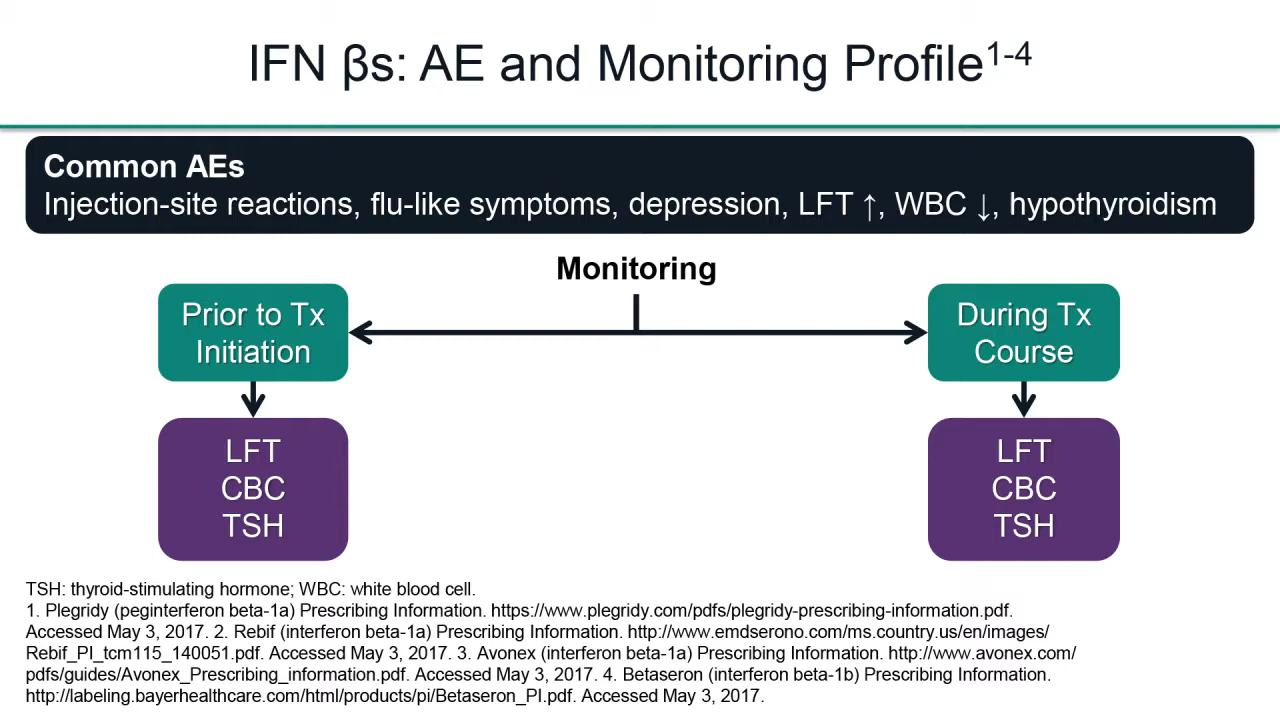 IFN βs: AE and Monitoring Profile1-4
Common AEs
Injection-site reactions, flu-like symptoms, depression, LFT ↑, WBC ↓, hypothyroidism
Monitoring
Prior to Tx
Initiation
During Tx
Course
LFT
CBC
TSH
LFT
CBC
TSH
TSH: thyroid-stimulating hormone; WBC: white blood cell.
1. Plegridy (peginterferon beta-1a) Prescribing Information. https://www.plegridy.com/pdfs/plegridy-prescribing-information.pdf.
Accessed May 3, 2017. 2. Rebif (interferon beta-1a) Prescribing Information. http://www.emdserono.com/ms.country.us/en/images/
Rebif_PI_tcm115_140051.pdf. Accessed May 3, 2017. 3. Avonex (interferon beta-1a) Prescribing Information. http://www.avonex.com/
pdfs/guides/Avonex_Prescribing_information.pdf. Accessed May 3, 2017. 4. Betaseron (interferon beta-1b) Prescribing Information.
http://labeling.bayerhealthcare.com/html/products/pi/Betaseron_PI.pdf. Accessed May 3, 2017.